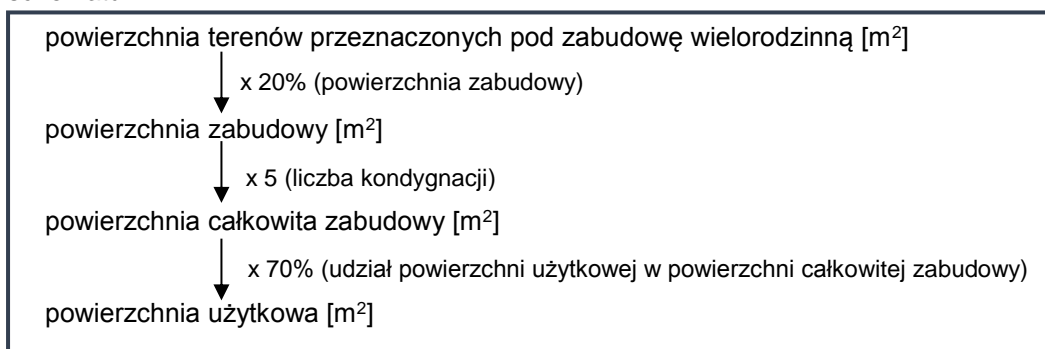 powierzchnia terenów przeznaczonych pod zabudowę wielorodzinną [m²]
x 20% (powierzchnia zabudowy)
powierzchnia zabudowy [m²]
x 5 (liczba kondygnacji)
powierzchnia całkowita zabudowy [m²]
x 70% (udział powierzchni użytkowej w powierzchni całkowitej zabudowy)
powierzchnia użytkowa [m²]